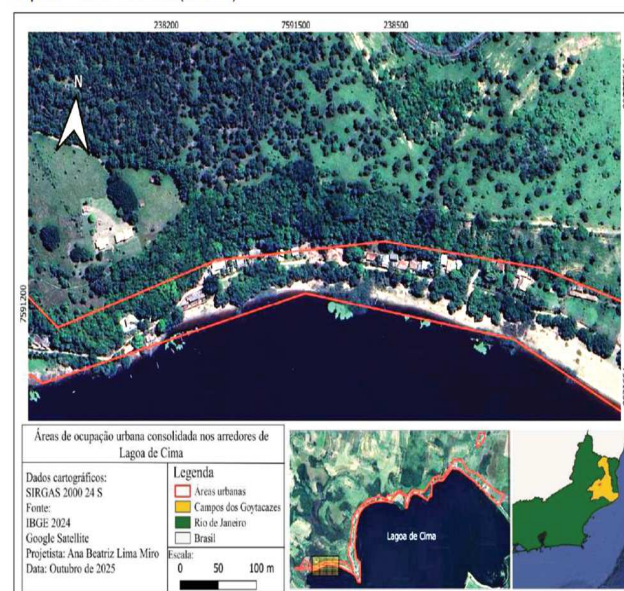 238200 7591500 238500
N
7591200
Áreas de ocupação urbana consolidada nos arredores de
Lagoa de Cima
Dados cartográficos:
SIRGAS 2000 24 S
Fonte:
IBGE 2024
Google Satellite
Projetista: Ana Beatriz Lima Miro
Data: Outubro de 2025
Legenda
Áreas urbanas
Campos dos Goytacazes
Rio de Janeiro
Brasil
Escala:
0 50 100 m
Lagoa de Cima